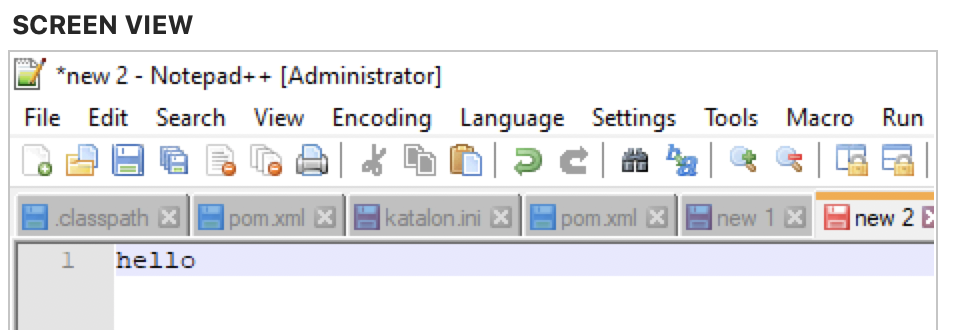 SCREEN VIEW
*new 2 - Notepad++ [Administrator]
File Edit Search View Encoding Language Settings Tools Macro Run
.classpath pom.xml katalon.ini pom.xml new 1 new 2
1 hello